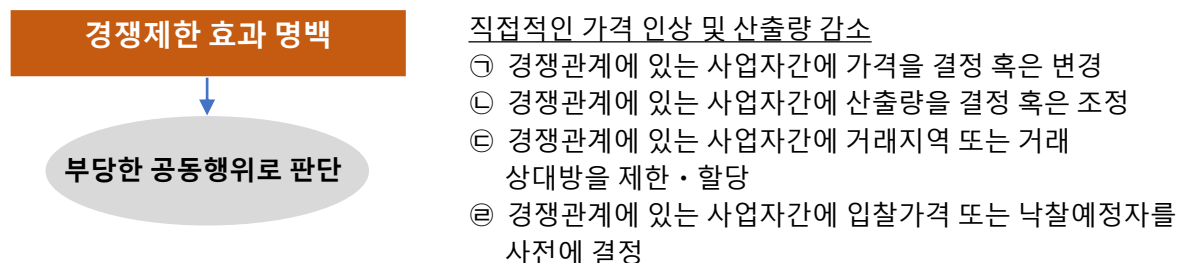 경쟁제한 효과 명백
부당한 공동행위로 판단
직접적인 가격 인상 및 산출량 감소
㉠ 경쟁관계에 있는 사업자간에 가격을 결정 혹은 변경
㉡ 경쟁관계에 있는 사업자간에 산출량을 결정 혹은 조정
㉢ 경쟁관계에 있는 사업자간에 거래지역 또는 거래
상대방을 제한・할당
㉣ 경쟁관계에 있는 사업자간에 입찰가격 또는 낙찰예정자를
사전에 결정